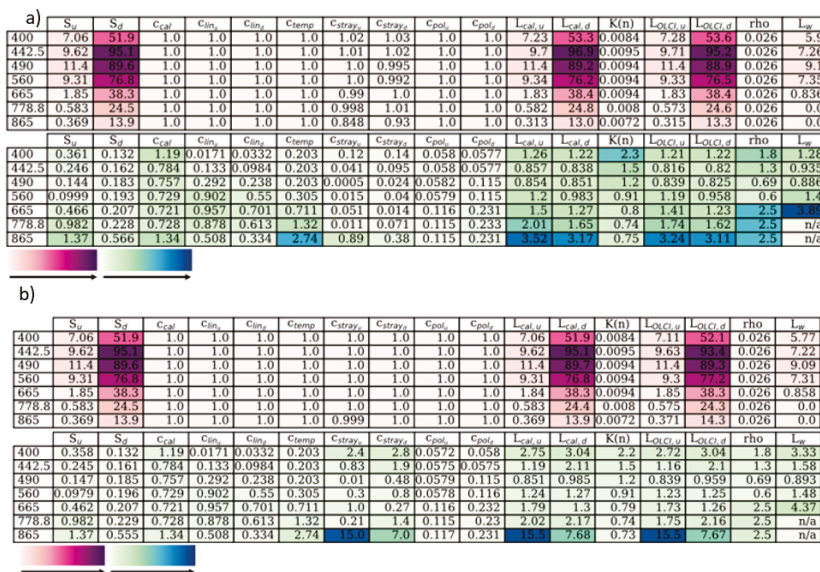 a)
S_u S_d c_cal c_lin_u c_lin_d c_temp c_stray_u c_stray_d c_pol_u c_pol_d L_cal,u L_cal,d K(n) L_OLCI,u L_OLCI,d rho L_w
400 7.06 51.9 1.0 1.0 1.0 1.0 1.02 1.03 1.0 1.0 7.23 53.3 0.0084 7.28 53.6 0.026 5.9
442.5 9.62 95.1 1.0 1.0 1.0 1.0 1.01 1.02 1.0 1.0 9.7 96.9 0.0094 9.71 95.2 0.026 7.26
490 11.4 89.6 1.0 1.0 1.0 1.0 1.0 0.995 1.0 1.0 11.4 89.2 0.0094 11.4 88.9 0.026 9.1
560 9.31 76.8 1.0 1.0 1.0 1.0 1.0 0.992 1.0 1.0 9.34 76.2 0.0094 9.33 76.5 0.026 7.35
665 1.85 38.3 1.0 1.0 1.0 1.0 0.99 1.0 1.0 1.0 1.83 38.4 0.0094 1.83 38.4 0.026 0.836
778.8 0.583 24.5 1.0 1.0 1.0 1.0 0.998 1.01 1.0 1.0 0.582 24.8 0.008 0.573 24.6 0.026 0.0
865 0.369 13.9 1.0 1.0 1.0 1.0 0.848 0.93 1.0 1.0 0.313 13.0 0.0072 0.315 13.3 0.026 0.0
S_u S_d c_cal c_lin_u c_lin_d c_temp c_stray_u c_stray_d c_pol_u c_pol_d L_cal,u L_cal,d K(n) L_OLCI,u L_OLCI,d rho L_w
400 0.361 0.132 1.19 0.0171 0.0332 0.203 0.12 0.14 0.058 0.0577 1.26 1.22 2.3 1.21 1.22 1.8 1.28
442.5 0.246 0.162 0.784 0.133 0.0984 0.203 0.041 0.095 0.058 0.0577 0.857 0.838 1.5 0.816 0.82 1.3 0.935
490 0.144 0.183 0.757 0.292 0.238 0.203 0.0005 0.024 0.0582 0.115 0.854 0.851 1.2 0.839 0.825 0.69 0.886
560 0.0999 0.193 0.729 0.902 0.55 0.305 0.015 0.04 0.0579 0.115 1.2 0.983 0.91 1.19 0.958 0.6 1.4
665 0.466 0.207 0.721 0.957 0.701 0.711 0.051 0.014 0.116 0.231 1.5 1.27 0.8 1.41 1.23 2.5 3.89
778.8 0.982 0.228 0.728 0.878 0.613 1.32 0.011 0.071 0.115 0.231 2.01 1.65 0.74 1.74 1.62 2.5 n/a
865 1.37 0.566 1.34 0.508 0.334 2.74 0.89 0.38 0.115 0.231 3.52 3.17 0.75 3.24 3.11 2.5 n/a
b)
S_u S_d c_cal c_lin_u c_lin_d c_temp c_stray_u c_stray_d c_pol_u c_pol_d L_cal,u L_cal,d K(n) L_OLCI,u L_OLCI,d rho L_w
400 7.06 51.9 1.0 1.0 1.0 1.0 1.0 1.0 1.0 1.0 7.06 51.9 0.0084 7.11 52.1 0.026 5.77
442.5 9.62 95.1 1.0 1.0 1.0 1.0 1.0 1.0 1.0 1.0 9.62 95.1 0.0095 9.63 93.4 0.026 7.22
490 11.4 89.6 1.0 1.0 1.0 1.0 1.0 1.0 1.0 1.0 11.4 89.7 0.0094 11.4 89.3 0.026 9.09
560 9.31 76.8 1.0 1.0 1.0 1.0 1.0 1.0 1.0 1.0 9.31 76.8 0.0094 9.3 77.2 0.026 7.31
665 1.85 38.3 1.0 1.0 1.0 1.0 1.0 1.0 1.0 1.0 1.84 38.3 0.0094 1.85 38.3 0.026 0.858
778.8 0.583 24.5 1.0 1.0 1.0 1.0 1.0 1.0 1.0 1.0 0.583 24.4 0.008 0.575 24.3 0.026 0.0
865 0.369 13.9 1.0 1.0 1.0 1.0 0.999 1.0 1.0 1.0 0.369 13.9 0.0072 0.371 14.3 0.026 0.0
S_u S_d c_cal c_lin_u c_lin_d c_temp c_stray_u c_stray_d c_pol_u c_pol_d L_cal,u L_cal,d K(n) L_OLCI,u L_OLCI,d rho L_w
400 0.358 0.132 1.19 0.0171 0.0332 0.203 2.4 2.8 0.0572 0.058 2.75 3.04 2.2 2.72 3.04 1.8 3.33
442.5 0.245 0.161 0.784 0.133 0.0984 0.203 0.83 1.9 0.0575 0.0575 1.19 2.11 1.5 1.16 2.1 1.3 1.58
490 0.147 0.185 0.757 0.292 0.238 0.203 0.01 0.48 0.0579 0.115 0.851 0.985 1.2 0.839 0.959 0.69 0.893
560 0.0979 0.196 0.729 0.902 0.55 0.305 0.3 0.8 0.0578 0.116 1.24 1.27 0.91 1.23 1.25 0.6 1.48
665 0.462 0.207 0.721 0.957 0.701 0.711 1.0 0.27 0.116 0.232 1.79 1.3 0.79 1.73 1.26 2.5 4.37
778.8 0.982 0.229 0.728 0.878 0.613 1.32 0.21 1.4 0.115 0.23 2.02 2.17 0.74 1.75 2.16 2.5 n/a
865 1.37 0.555 1.34 0.508 0.334 2.74 15.0 7.0 0.117 0.231 15.5 7.68 0.73 15.5 7.67 2.5 n/a